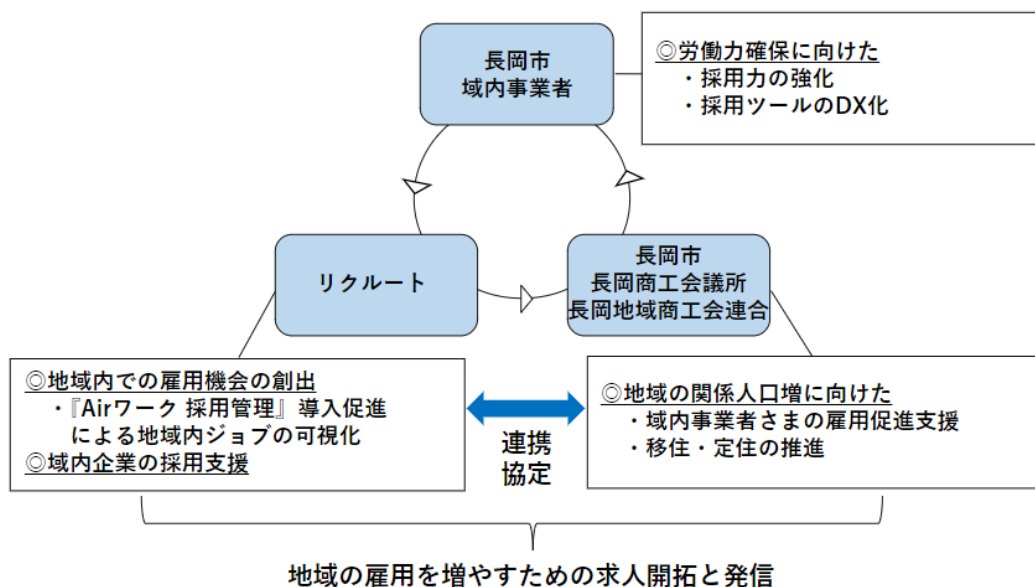 長岡市
域内事業者
◎労働力確保に向けた
・採用力の強化
・採用ツールのDX化
リクルート
長岡市
長岡商工会議所
長岡地域商工会連合
◎地域内での雇用機会の創出
・『Airワーク 採用管理』導入促進
による地域内ジョブの可視化
◎域内企業の採用支援
連携
協定
◎地域の関係人口増に向けた
・域内事業者さまの雇用促進支援
・移住・定住の推進
地域の雇用を増やすための求人開拓と発信